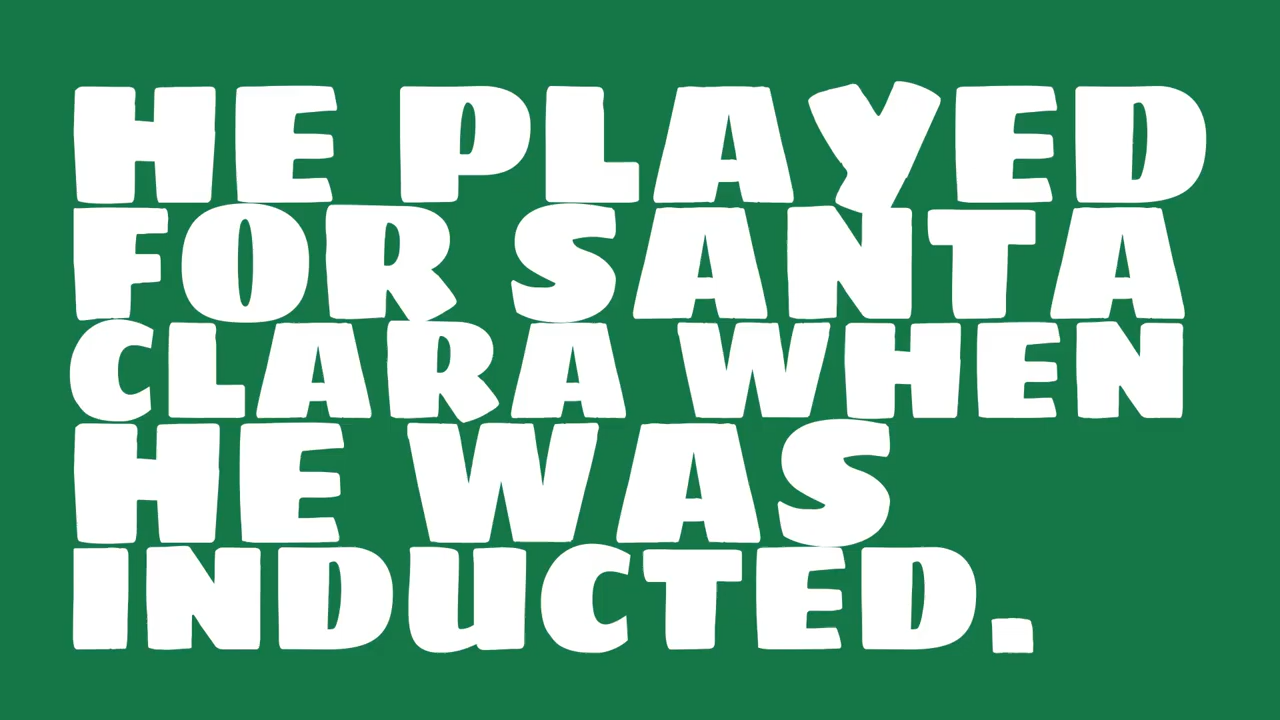 HE PLAYED
FOR SANTA
CLARA WHEN
HE WAS
INDUCTED.